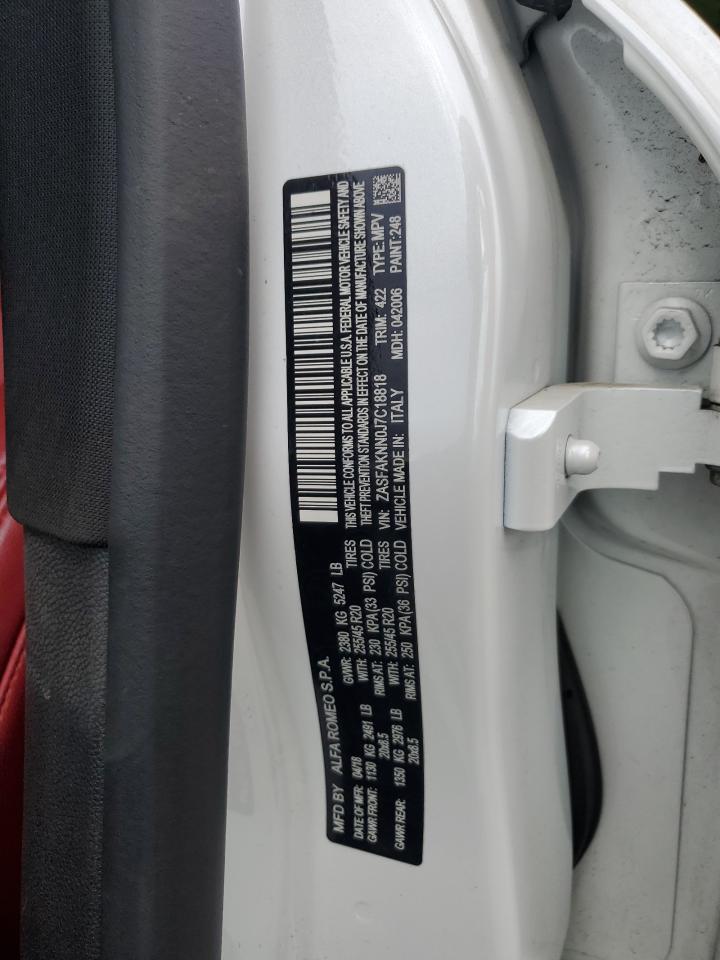 MFD BY ALFA ROMEO S.P.A.
DATE OF MFR: 04/18 GVWR: 2380 KG 5247 LB
GAWR FRONT: 1130 KG 2491 LB WITH: 255/45 R20 TIRES
20x8.5 RIMS AT: 230 KPA(33 PSI) COLD
GAWR REAR: 1350 KG 2976 LB WITH: 255/45 R20 TIRES
20x8.5 RIMS AT: 250 KPA (36 PSI) COLD
THIS VEHICLE CONFORMS TO ALL APPLICABLE U.S.A. FEDERAL MOTOR VEHICLE SAFETY AND
THEFT PREVENTION STANDARDS IN EFFECT ON THE DATE OF MANUFACTURE SHOWN ABOVE
VIN: ZASFAKNN0J7C18818 TRIM: 422 TYPE:MPV
VEHICLE MADE IN: ITALY MDH: 042006 PAINT:248